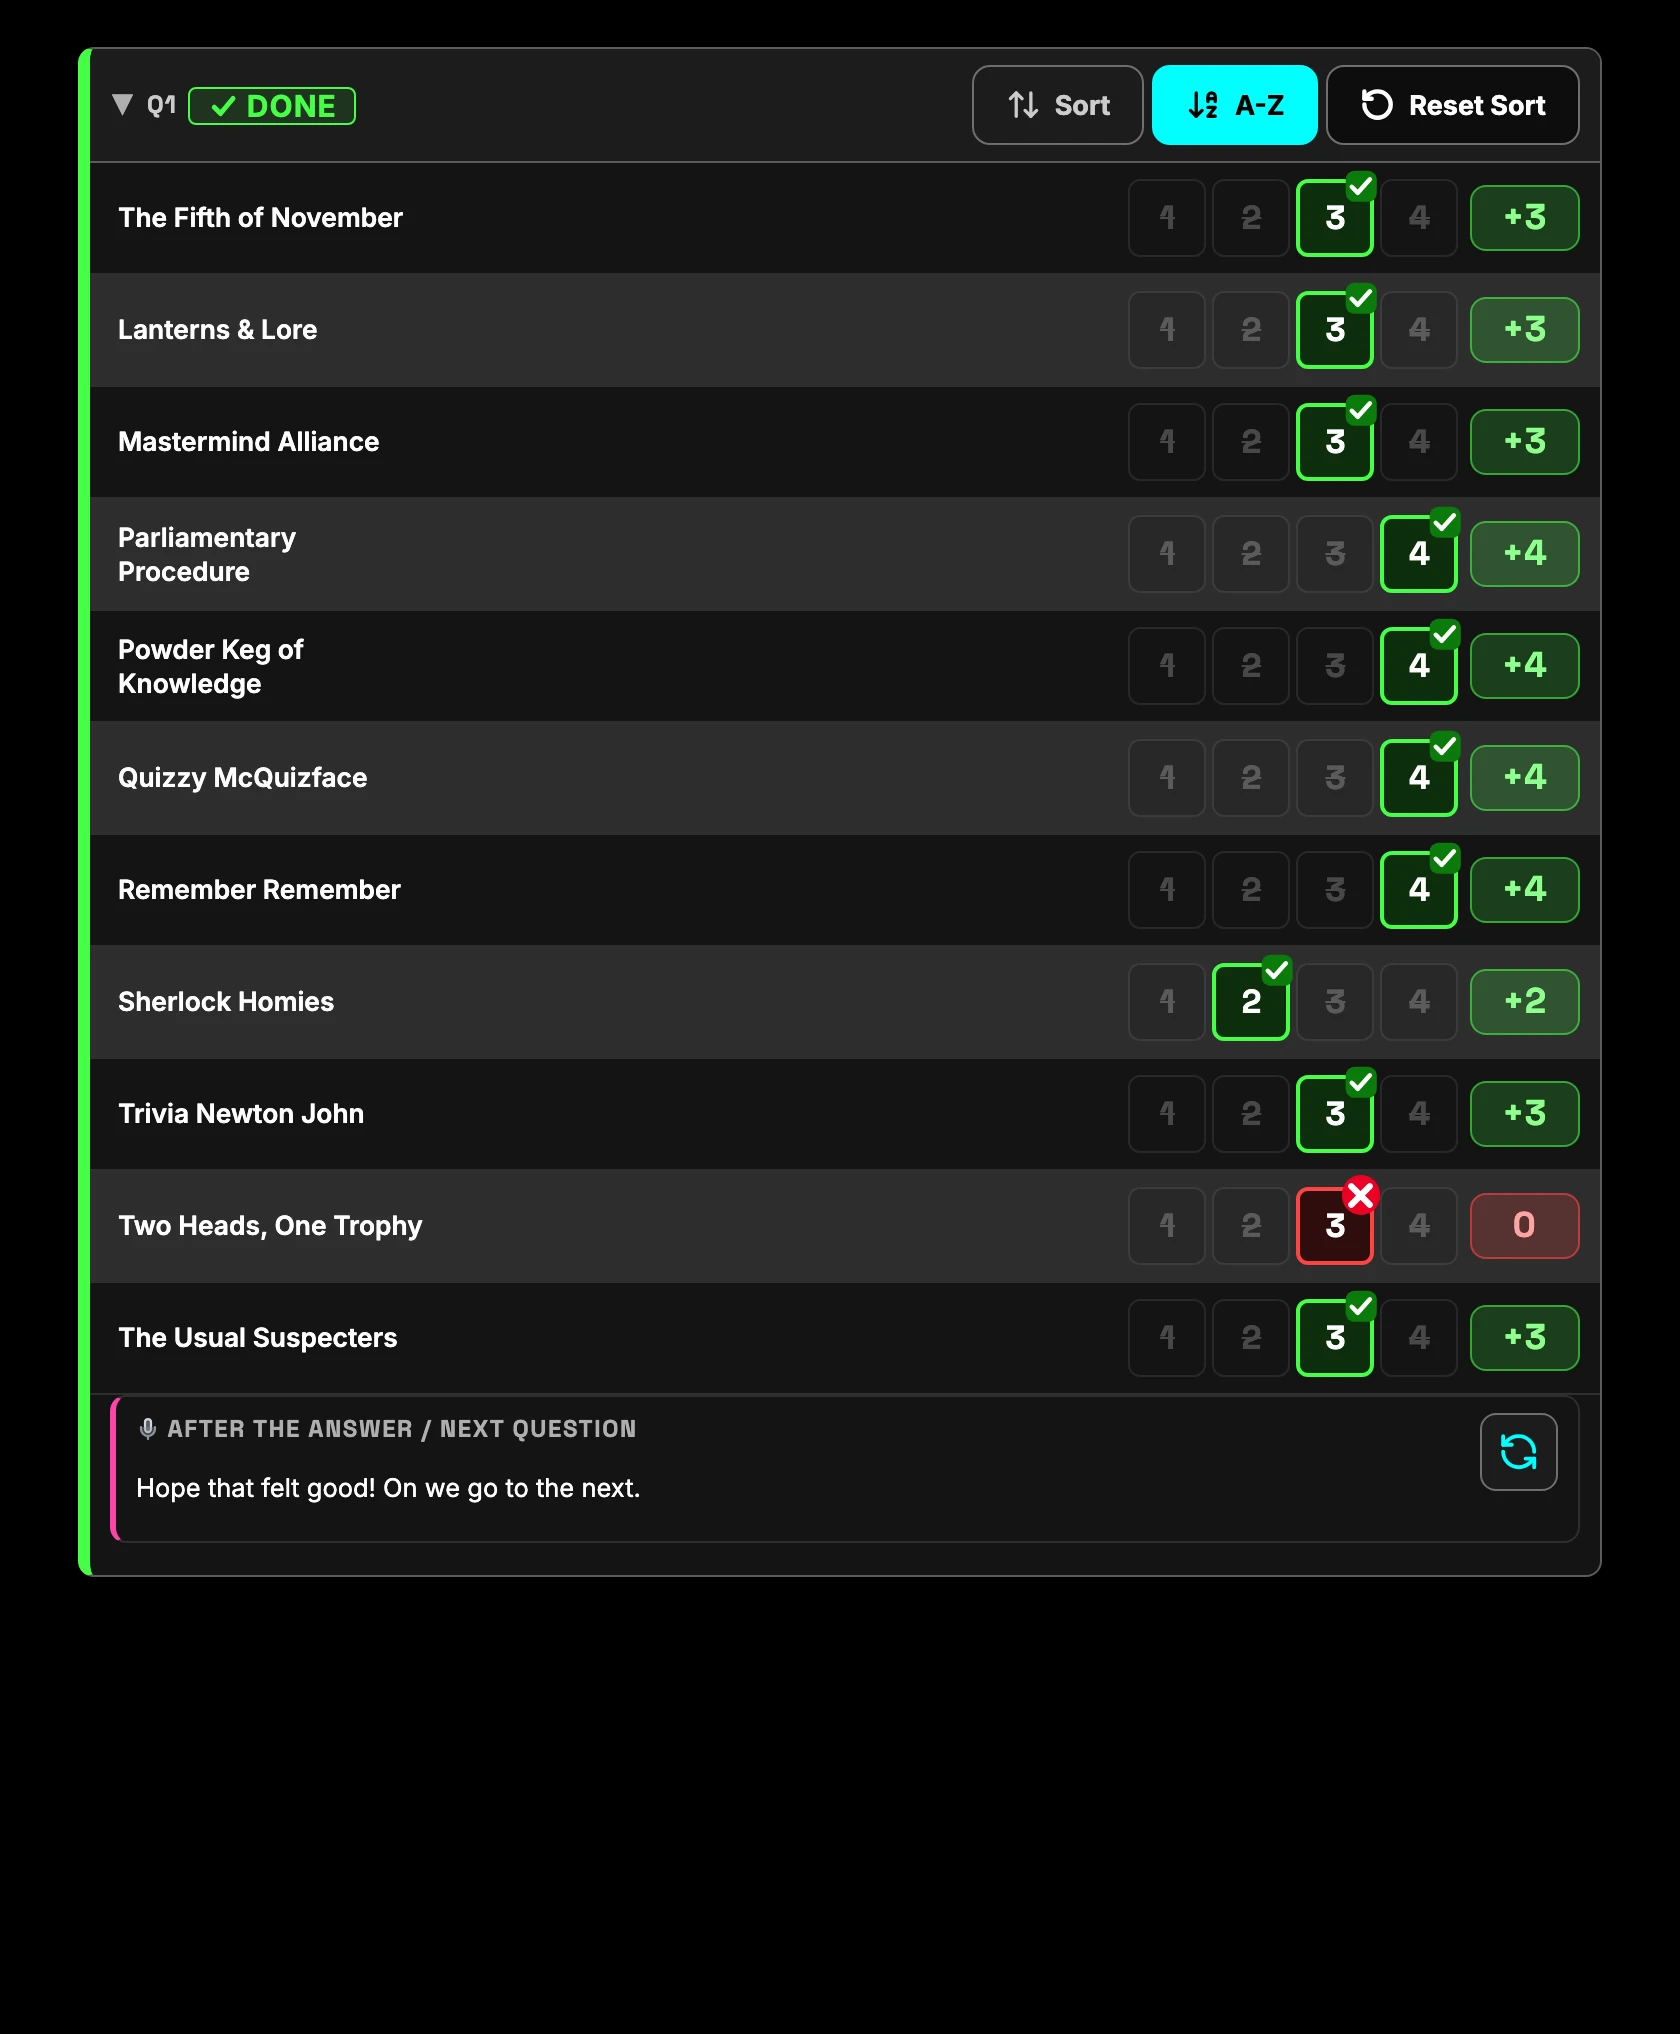 ▼ Q1 ✓ DONE Sort A-Z Reset Sort
The Fifth of November 1 2 3 4 +3
Lanterns & Lore 1 2 3 4 +3
Mastermind Alliance 1 2 3 4 +3
Parliamentary
Procedure 1 2 3 4 +4
Powder Keg of
Knowledge 1 2 3 4 +4
Quizzy McQuizface 1 2 3 4 +4
Remember Remember 1 2 3 4 +4
Sherlock Homies 1 2 3 4 +2
Trivia Newton John 1 2 3 4 +3
Two Heads, One Trophy 1 2 3 4 0
The Usual Suspecters 1 2 3 4 +3
AFTER THE ANSWER / NEXT QUESTION
Hope that felt good! On we go to the next.